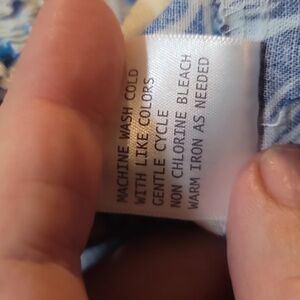 MACHINE WASH COLD
WITH LIKE COLORS
GENTLE CYCLE
NON CHLORINE BLEACH
WARM IRON AS NEEDED